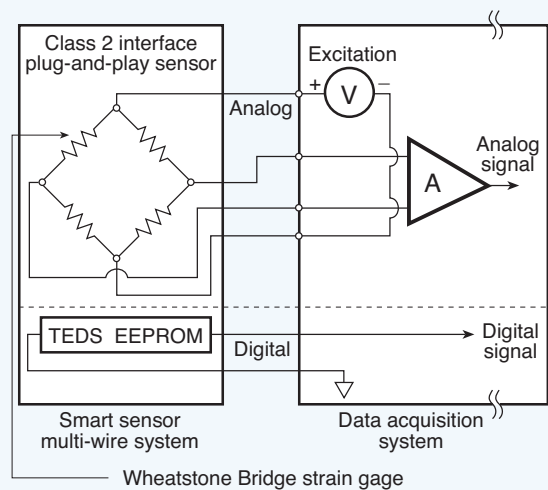 Class 2 interface
plug-and-play sensor
Excitation
+ V –
Analog
Analog
signal
A
TEDS EEPROM
Digital
Digital
signal
Smart sensor
multi-wire system
Data acquisition
system
Wheatstone Bridge strain gage